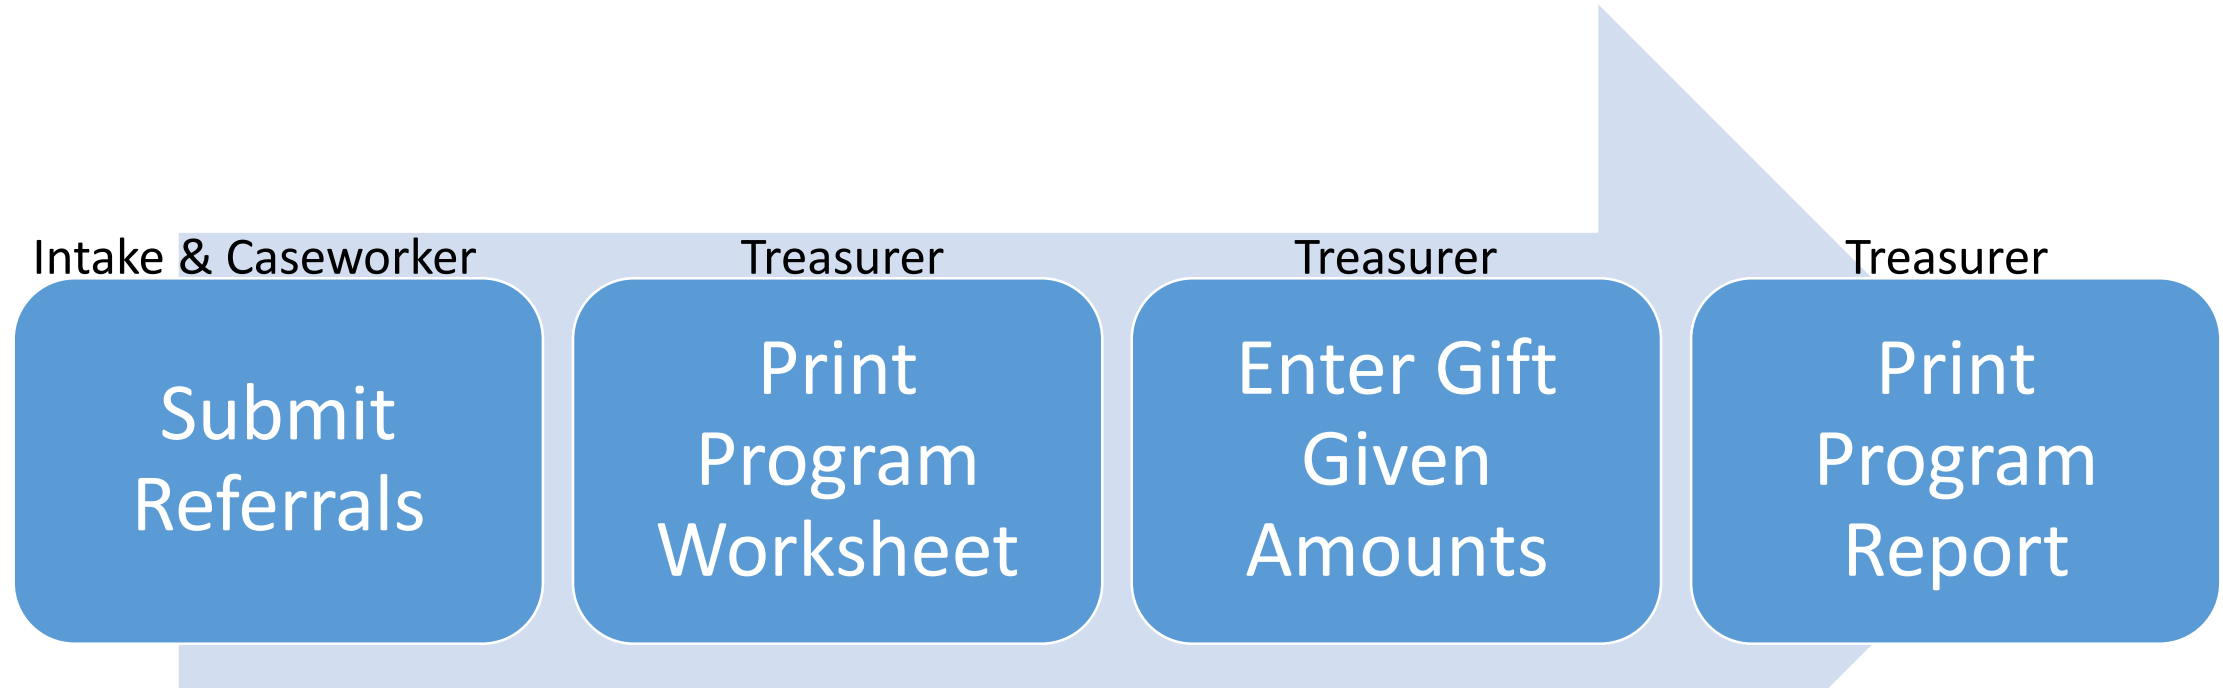 Intake & Caseworker
Submit
Referrals
Treasurer
Print
Program
Worksheet
Treasurer
Enter Gift
Given
Amounts
Treasurer
Print
Program
Report